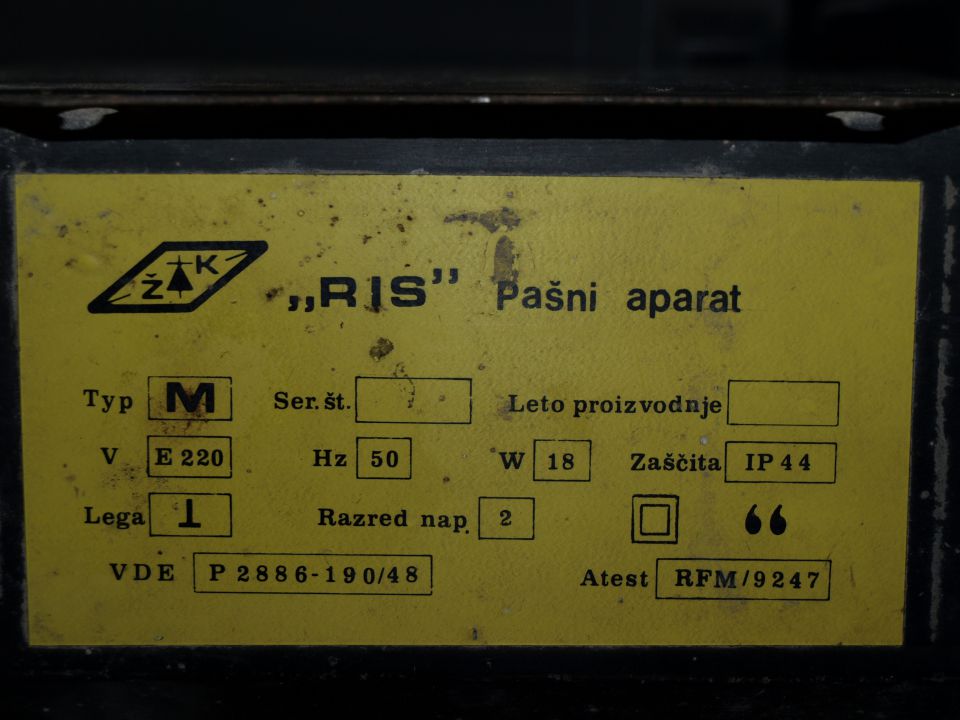 Ž K
„RIS” Pašni aparat
Typ M Ser. št. Leto proizvodnje
V E 220 Hz 50 W 18 Zaščita IP 44
Lega Razred nap. 2
VDE P 2886-190/48 Atest RFM/9247